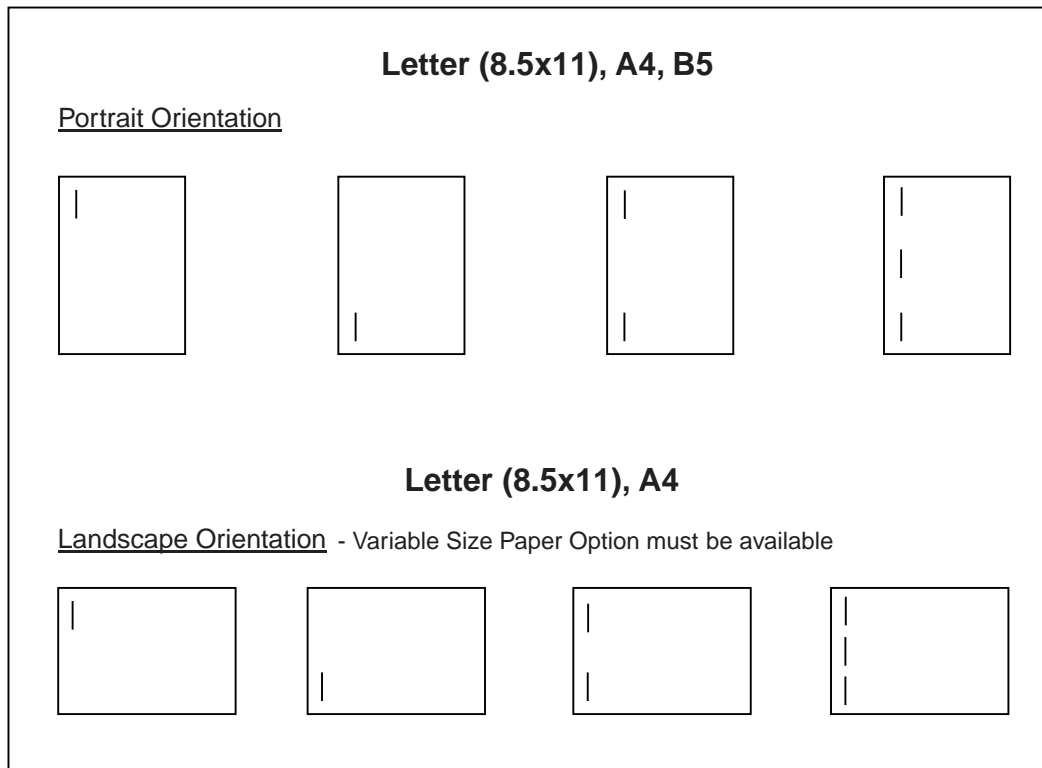 Letter (8.5x11), A4, B5
Portrait Orientation
Letter (8.5x11), A4
Landscape Orientation - Variable Size Paper Option must be available